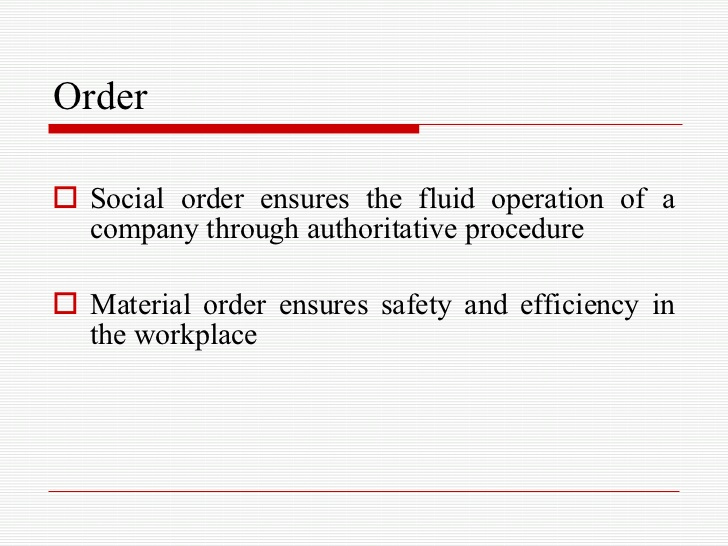 Order
Social order ensures the fluid operation of a
company through authoritative procedure
Material order ensures safety and efficiency in
the workplace